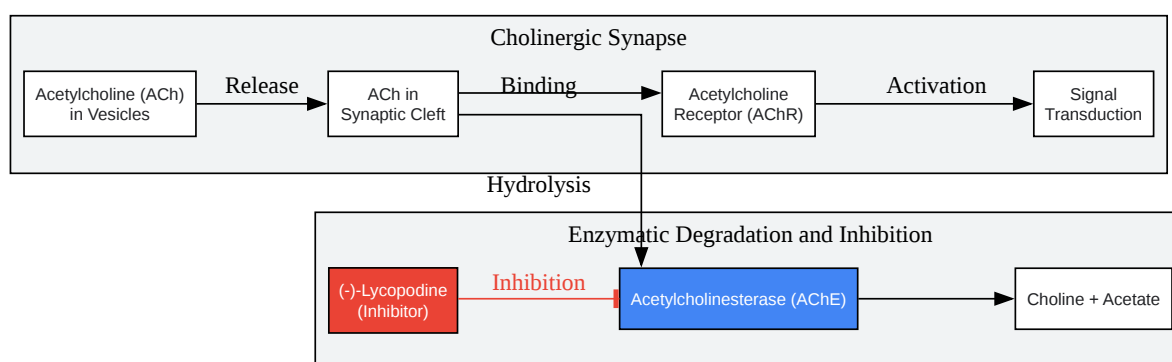 Cholinergic Synapse
Acetylcholine (ACh)
in Vesicles
Release
ACh in
Synaptic Cleft
Binding
Acetylcholine
Receptor (AChR)
Activation
Signal
Transduction
Hydrolysis
Enzymatic Degradation and Inhibition
(-)-Lycopodine
(Inhibitor)
Inhibition
Acetylcholinesterase (AChE)
Choline + Acetate